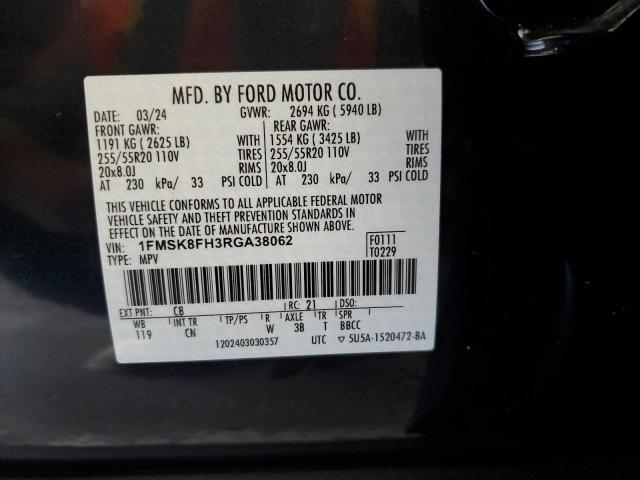 MFD. BY FORD MOTOR CO.
DATE: 03/24 GVWR: 2694 KG (5940 LB)
FRONT GAWR: REAR GAWR:
1191 KG (2625 LB) WITH 1554 KG (3425 LB) WITH
255/55R20 110V TIRES 255/55R20 110V TIRES
20x8.0J RIMS 20x8.0J RIMS
AT 230 kPa/ 33 PSI COLD AT 230 kPa/ 33 PSI COLD
THIS VEHICLE CONFORMS TO ALL APPLICABLE FEDERAL MOTOR
VEHICLE SAFETY AND THEFT PREVENTION STANDARDS IN
EFFECT ON THE DATE OF MANUFACTURE SHOWN ABOVE.
VIN: 1FMSK8FH3RGA38062 F0111
TYPE: MPV T0229
EXT PNT: C8 RC: 21 DSO:
WB INT TR TP/PS R AXLE TR SPR
119 CN W 3B T BBCC
1202403030357 UTC ▽ 5U5A-1520472-BA